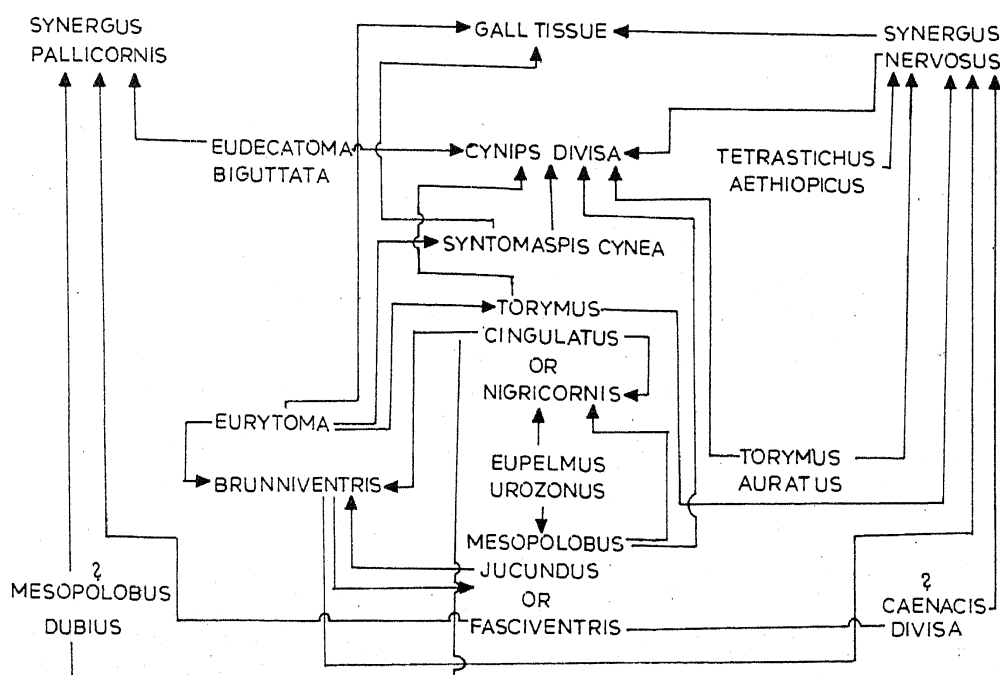 SYNERGUS
PALLICORNIS
GALL TISSUE
SYNERGUS
NERVOSUS
EUDECATOMA
BIGUTTATA
CYNIPS DIVISA
TETRASTICHUS
AETHIOPICUS
SYNTOMASPIS CYNEA
TORYMUS
CINGULATUS
OR
NIGRICORNIS
EURYTOMA
BRUNNIVENTRIS
EUPELMUS
UROZONUS
TORYMUS
AURATUS
MESOPOLOBUS
JUCUNDUS
OR
FASCIVENTRIS
?
MESOPOLOBUS
DUBIUS
?
CAENACIS
DIVISA